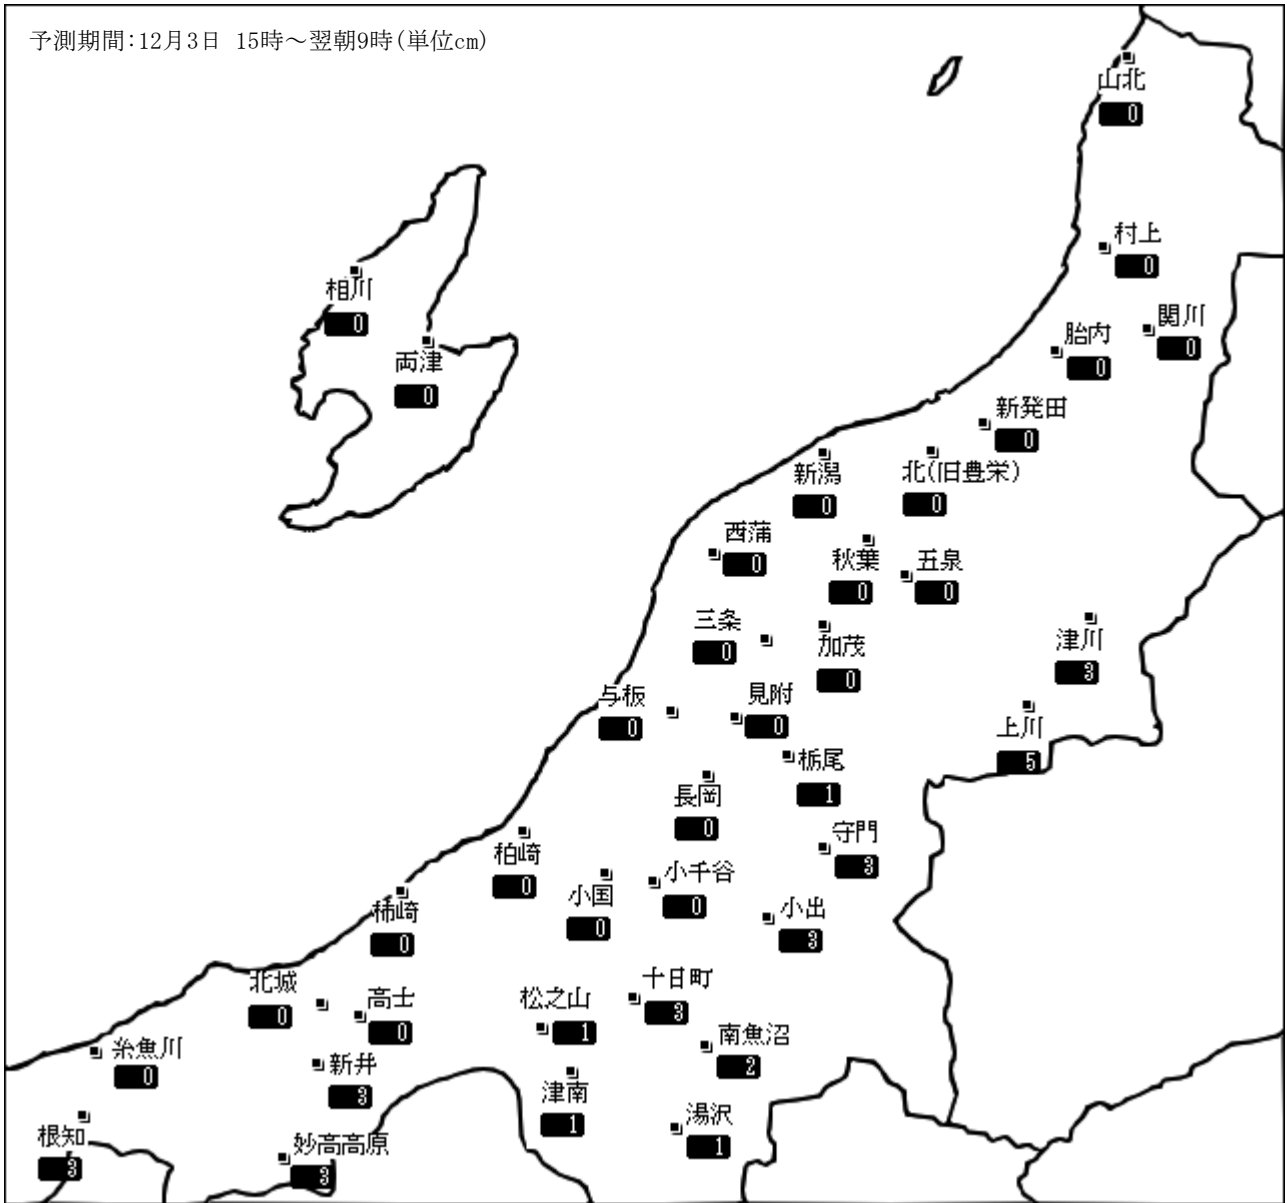 予測期間:12月3日 15時～翌朝9時(単位cm)
山北
0
村上
0
相川
0
関川
0
胎内
0
両津
0
新発田
0
新潟
0
北(旧豊栄)
0
西蒲
0
秋葉
0
五泉
0
三条
0
加茂
0
津川
3
与板
0
見附
0
上川
5
栃尾
1
長岡
0
守門
3
柏崎
0
小国
0
小千谷
0
小出
3
柿崎
0
北城
0
高士
0
松之山
1
十日町
3
南魚沼
2
糸魚川
0
新井
3
津南
1
湯沢
1
根知
3
妙高高原
3